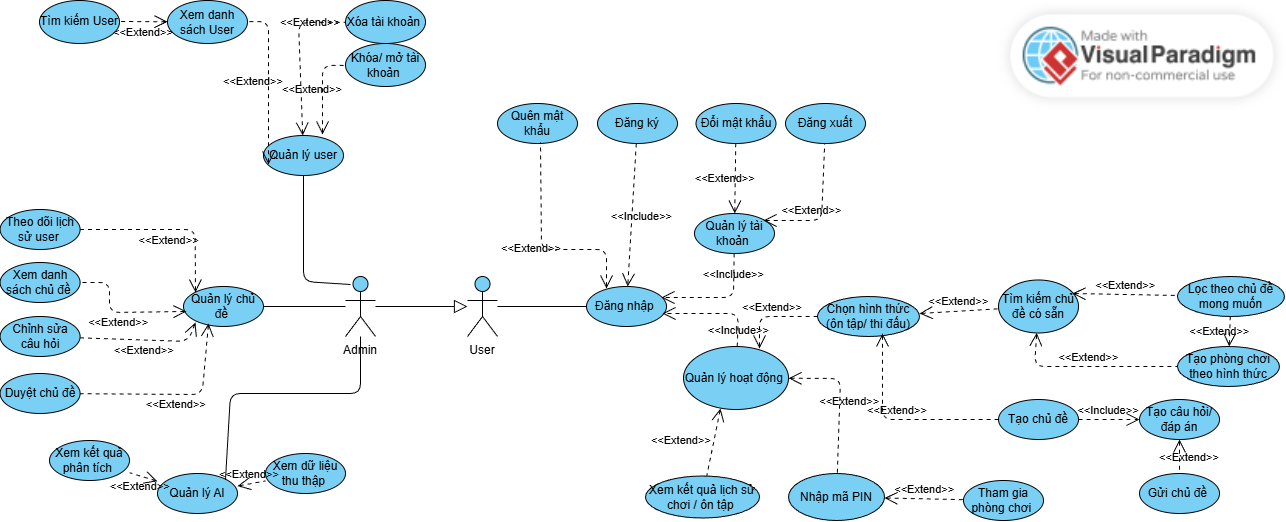 Tìm kiếm User
<<Extend>>
Xem danh
sách User
<<Extend>>
Xóa tài khoản
<<Extend>>
Khóa/ mở tài
khoản
<<Extend>>
Made with
Visual Paradigm
For non-commercial use
Quản lý user
Quên mật
khẩu
Đăng ký
Đổi mật khẩu
Đăng xuất
<<Extend>>
<<Extend>>
<<Include>>
<<Extend>>
Quản lý tài
khoản
<<Include>>
Theo dõi lịch
sử user
<<Extend>>
Xem danh
sách chủ đề
<<Extend>>
Chỉnh sửa
câu hỏi
<<Extend>>
Duyệt chủ đề
<<Extend>>
Quản lý chủ
đề
Admin
User
Đăng nhập
<<Include>>
<<Extend>>
Chọn hình thức
(ôn tập/ thi đấu)
<<Extend>>
Tìm kiếm chủ
đề có sẵn
<<Extend>>
Lọc theo chủ đề
mong muốn
<<Extend>>
<<Extend>>
Tạo phòng chơi
theo hình thức
Quản lý hoạt động
<<Extend>>
<<Extend>>
Tạo chủ đề
<<Include>>
Tạo câu hỏi/
đáp án
<<Extend>>
Gửi chủ đề
<<Extend>>
Xem kết quả lịch sử
chơi / ôn tập
Nhập mã PIN
<<Extend>>
Tham gia
phòng chơi
Xem kết quả
phân tích
<<Extend>>
Quản lý AI
<<Extend>>
Xem dữ liệu
thu thập